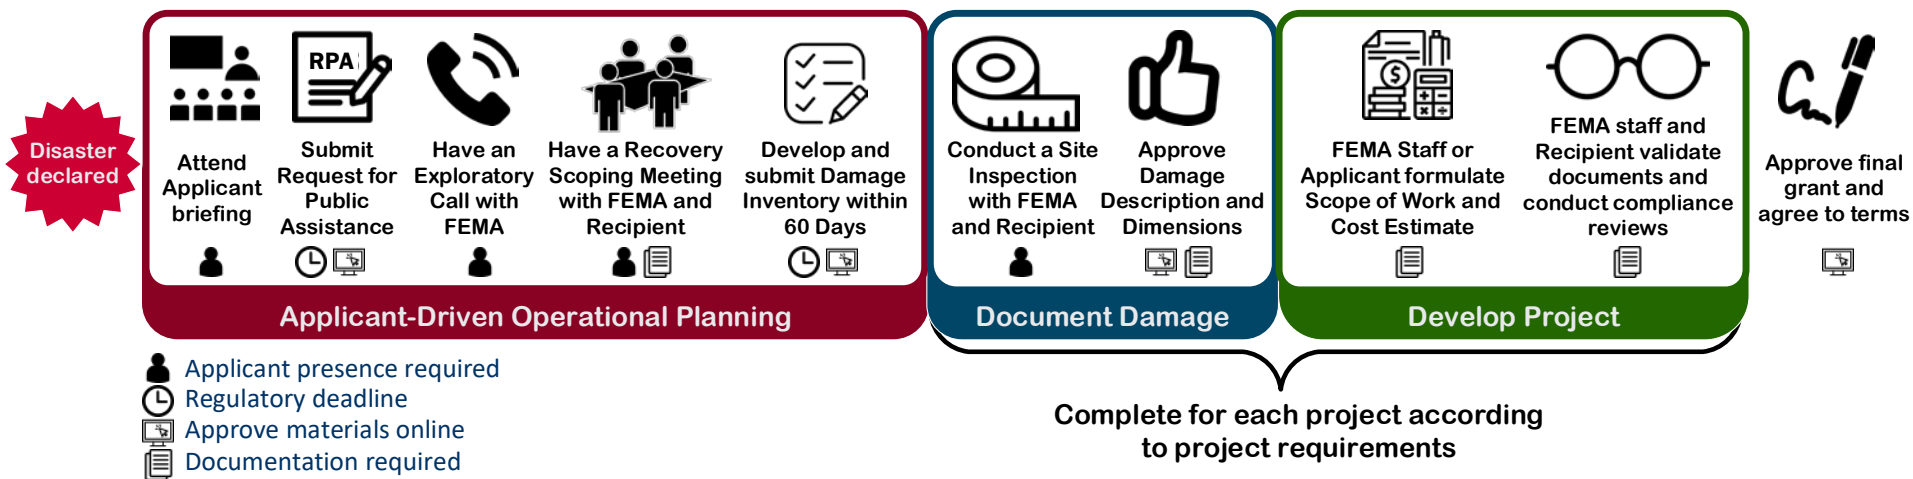 Disaster
declared
Attend
Applicant
briefing
RPA
Submit
Request for
Public
Assistance
Have an
Exploratory
Call with
FEMA
Have a Recovery
Scoping Meeting
with FEMA and
Recipient
Develop and
submit Damage
Inventory within
60 Days
Applicant-Driven Operational Planning
Conduct a Site
Inspection
with FEMA
and Recipient
Approve
Damage
Description and
Dimensions
Document Damage
FEMA Staff or
Applicant formulate
Scope of Work and
Cost Estimate
FEMA staff and
Recipient validate
documents and
conduct compliance
reviews
Develop Project
Approve final
grant and
agree to terms
Applicant presence required
Regulatory deadline
Approve materials online
Documentation required
Complete for each project according
to project requirements